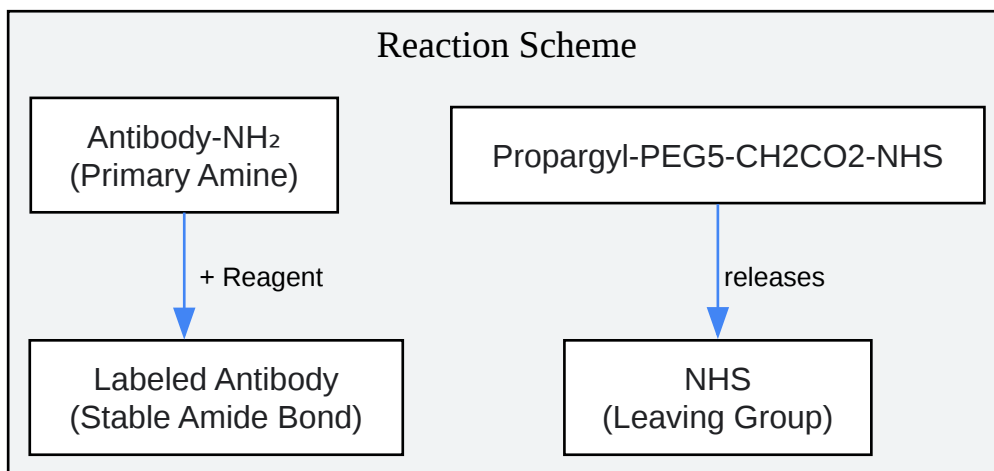 Reaction Scheme
Antibody-NH₂
(Primary Amine)
Propargyl-PEG5-CH2CO2-NHS
+ Reagent
releases
Labeled Antibody
(Stable Amide Bond)
NHS
(Leaving Group)